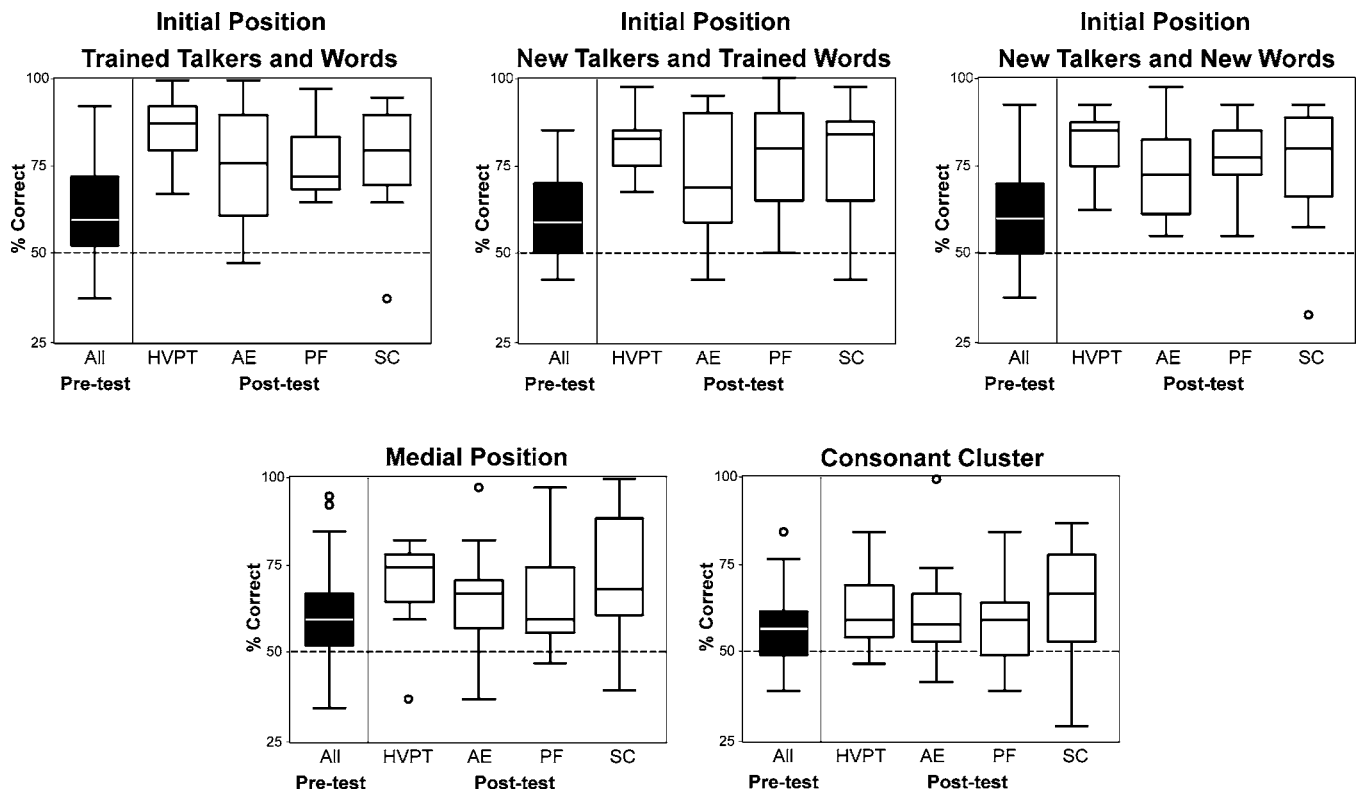 Initial Position
Trained Talkers and Words
% Correct
100
75
50
25
All HVPT AE PF SC
Pre-test Post-test
Initial Position
New Talkers and Trained Words
% Correct
100
75
50
25
All HVPT AE PF SC
Pre-test Post-test
Initial Position
New Talkers and New Words
% Correct
100
75
50
25
All HVPT AE PF SC
Pre-test Post-test
Medial Position
% Correct
100
75
50
25
All HVPT AE PF SC
Pre-test Post-test
Consonant Cluster
% Correct
100
75
50
25
All HVPT AE PF SC
Pre-test Post-test